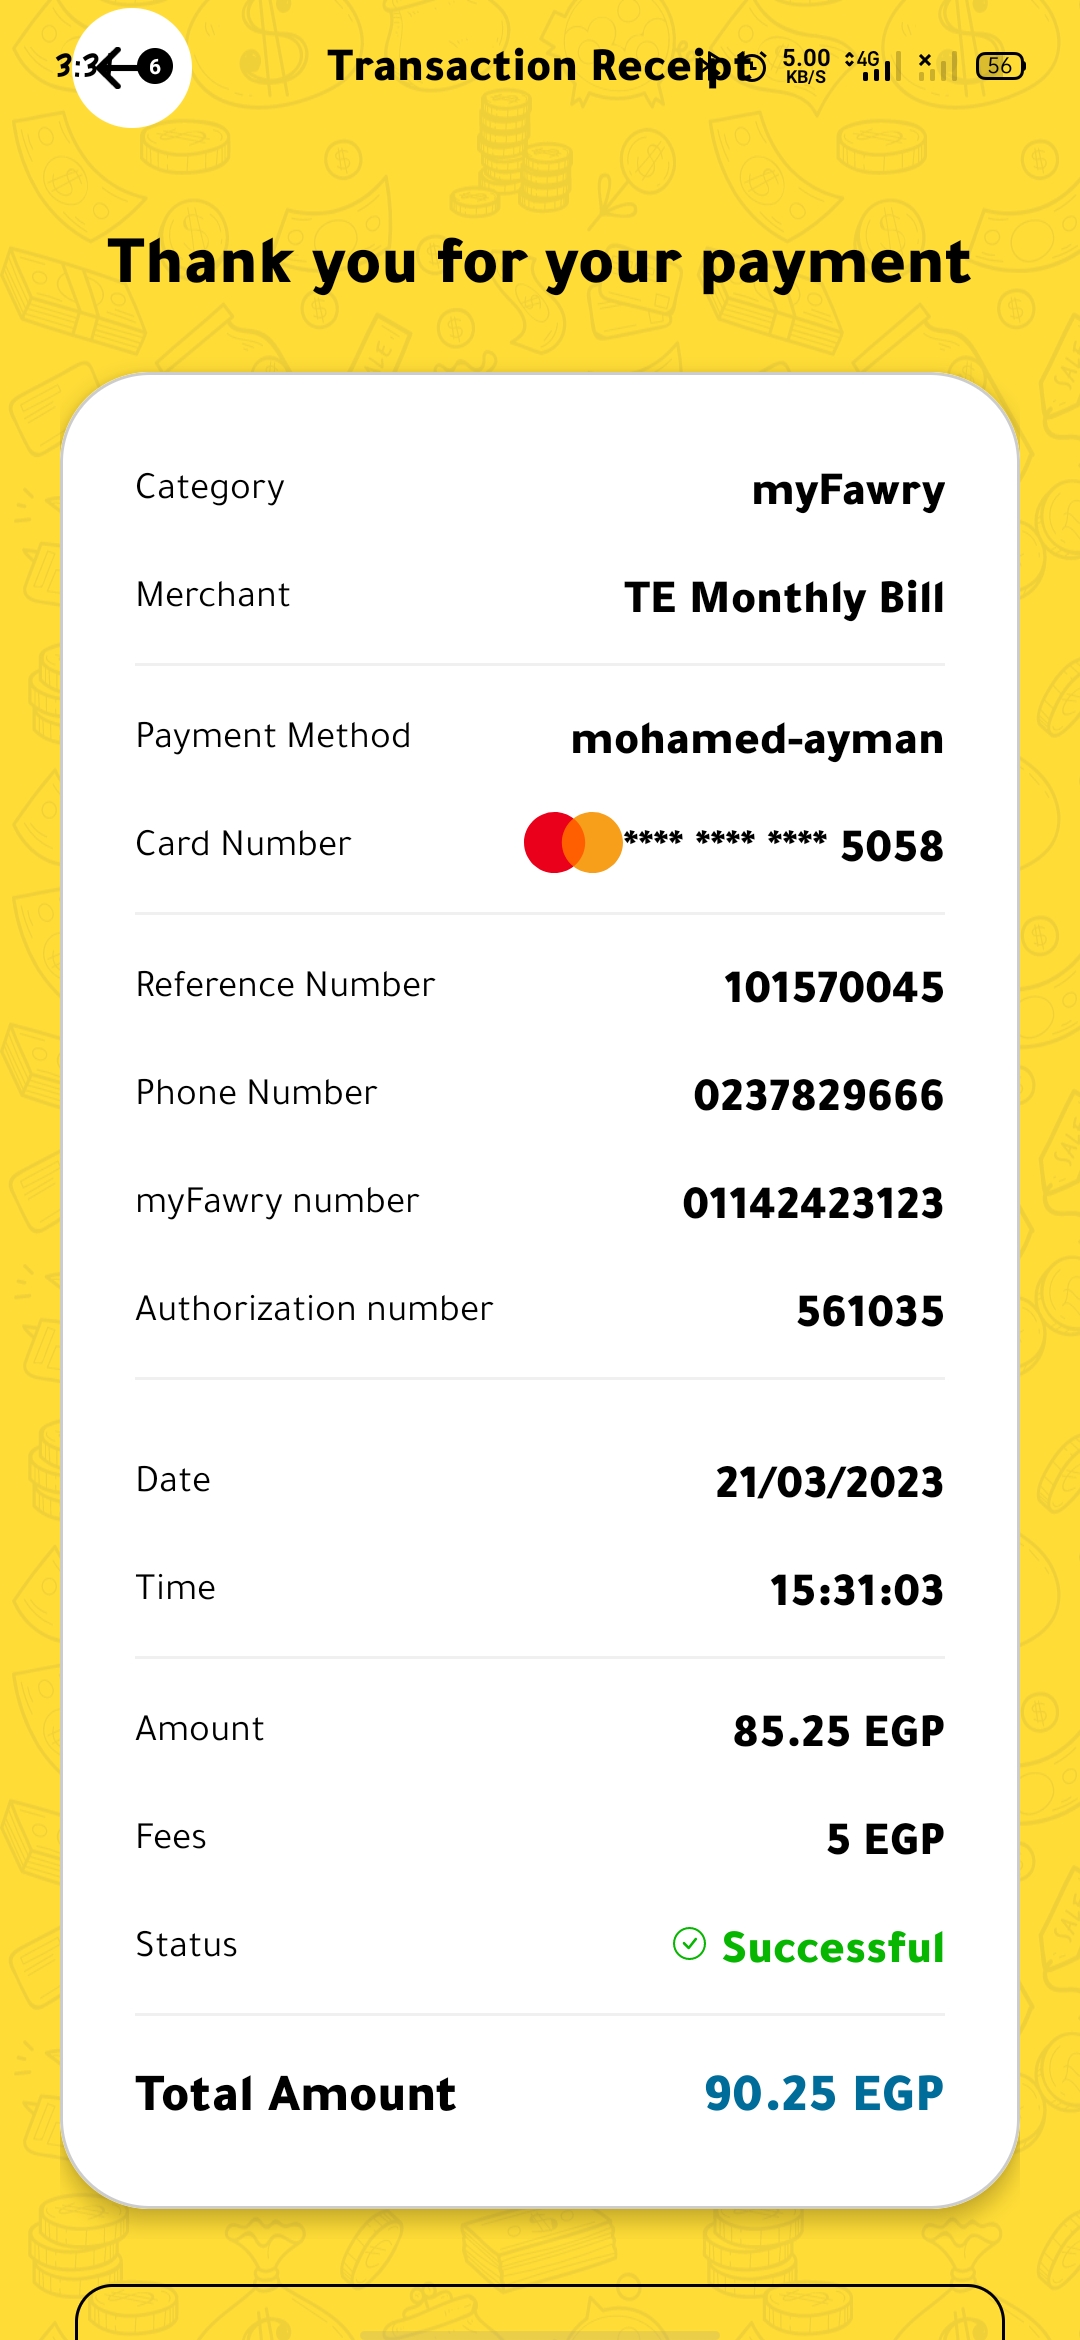 6
Transaction Receipt
5.00
KB/S
4G
56
Thank you for your payment
Category myFawry
Merchant TE Monthly Bill
Payment Method mohamed-ayman
Card Number **** **** **** 5058
Reference Number 101570045
Phone Number 0237829666
myFawry number 01142423123
Authorization number 561035
Date 21/03/2023
Time 15:31:03
Amount 85.25 EGP
Fees 5 EGP
Status Successful
Total Amount 90.25 EGP